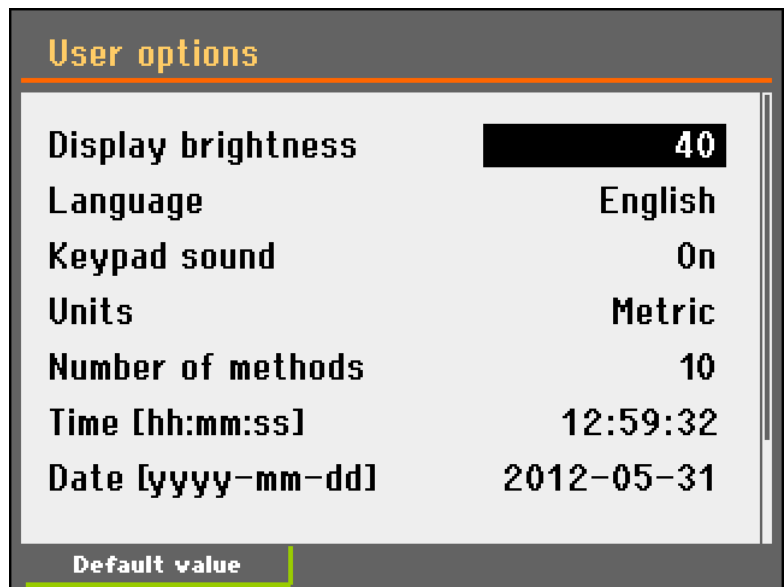 User options
Display brightness 40
Language English
Keypad sound On
Units Metric
Number of methods 10
Time [hh:mm:ss] 12:59:32
Date [yyyy-mm-dd] 2012-05-31
Default value